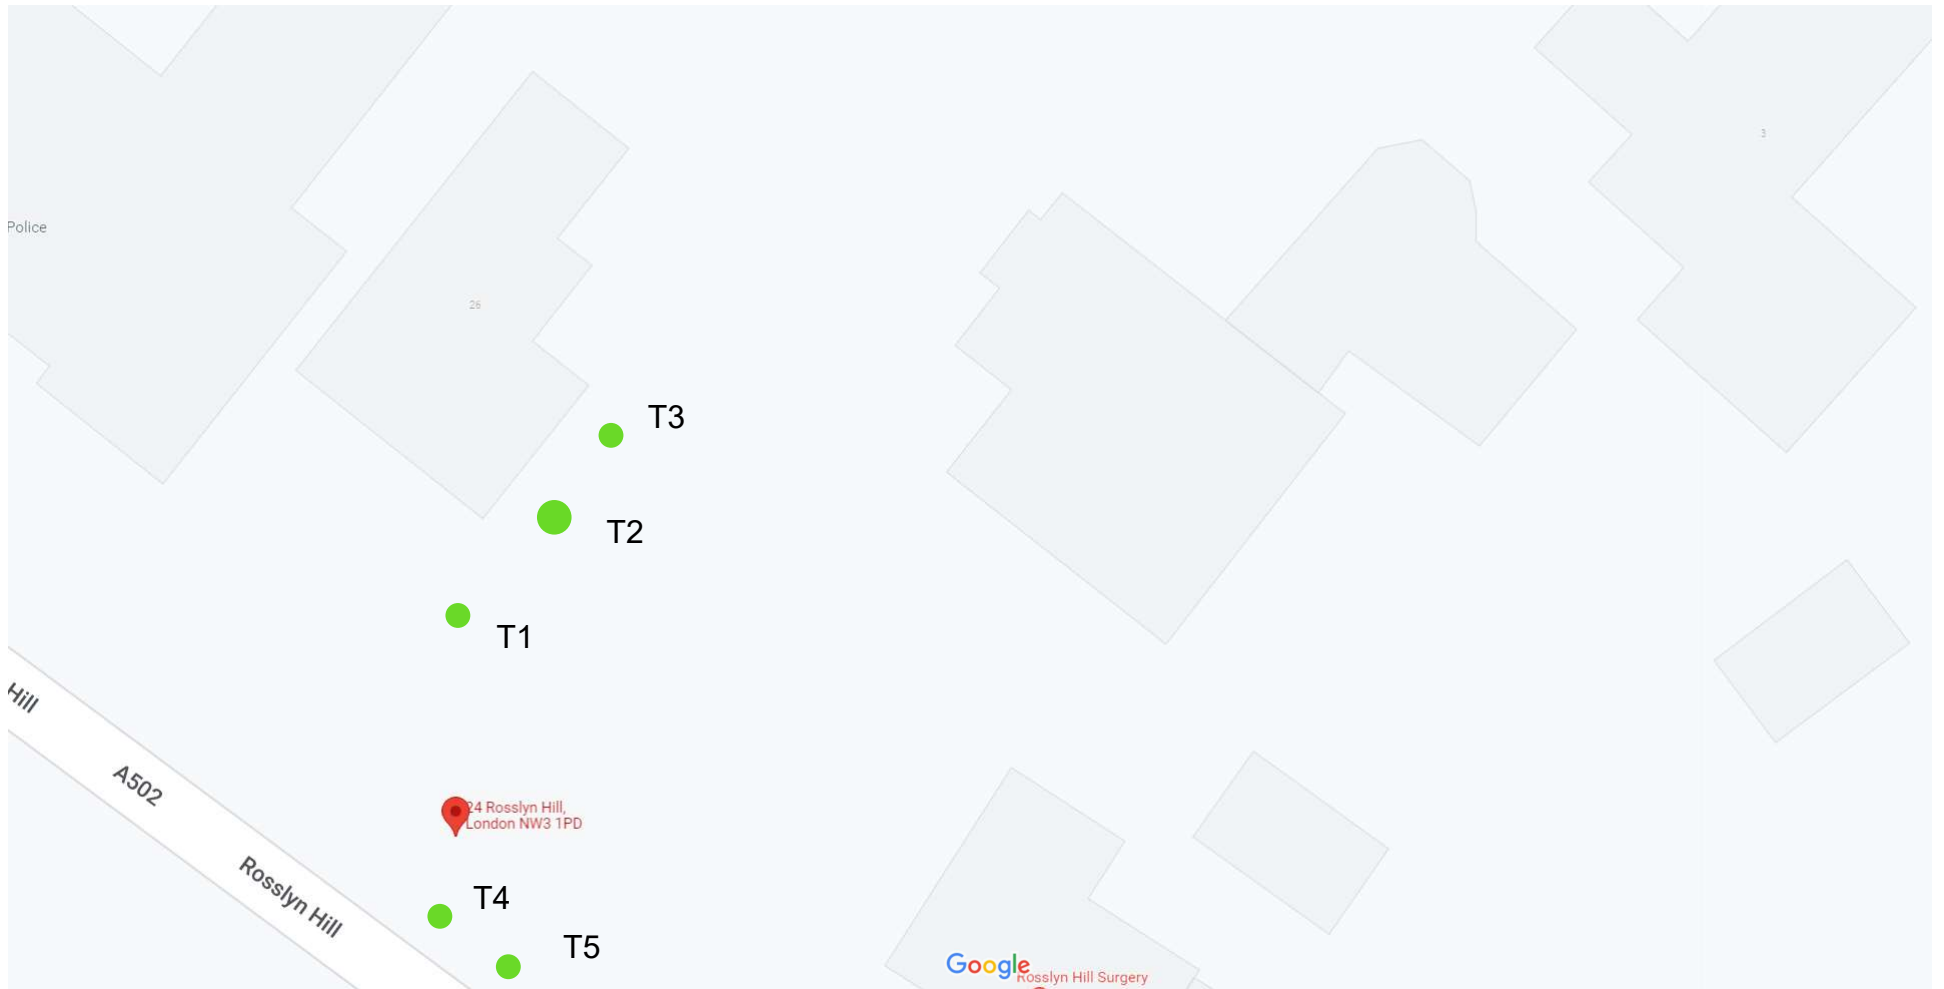 3
Police
26
T3
T2
T1
Hill
A502
24 Rosslyn Hill,
London NW3 1PD
Rosslyn Hill
T4
T5
Google
Rosslyn Hill Surgery